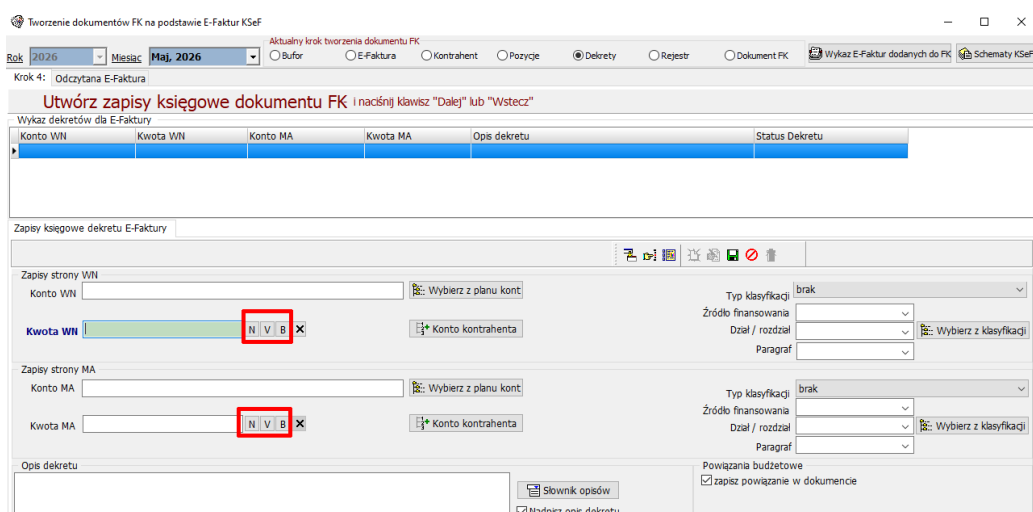 Tworzenie dokumentów FK na podstawie E-Faktur KSeF
Aktualny krok tworzenia dokumentu FK
Rok 2026 Miesiąc Maj, 2026 Bufor E-Faktura Kontrahent Pozycje Dekrety Rejestr Dokument FK Wykaz E-Faktur dodanych do FK Schematy KSeF
Krok 4: Odczytana E-Faktura
Utwórz zapisy księgowe dokumentu FK i naciśnij klawisz "Dalej" lub "Wstecz"
Wykaz dekretów dla E-Faktury
Konto WN Kwota WN Konto MA Kwota MA Opis dekretu Status Dekretu
Zapisy księgowe dekretu E-Faktury
Zapisy strony WN
Konto WN Wybierz z planu kont Typ klasyfikacji brak
Źródło finansowania
Kwota WN N V B X Konto kontrahenta Dział / rozdział Wybierz z klasyfikacji
Paragraf
Zapisy strony MA
Konto MA Wybierz z planu kont Typ klasyfikacji brak
Źródło finansowania
Kwota MA N V B X Konto kontrahenta Dział / rozdział Wybierz z klasyfikacji
Paragraf
Opis dekretu Powiązania budżetowe
zapisz powiązanie w dokumencie
Słownik opisów
Nadpisz opis dekretu